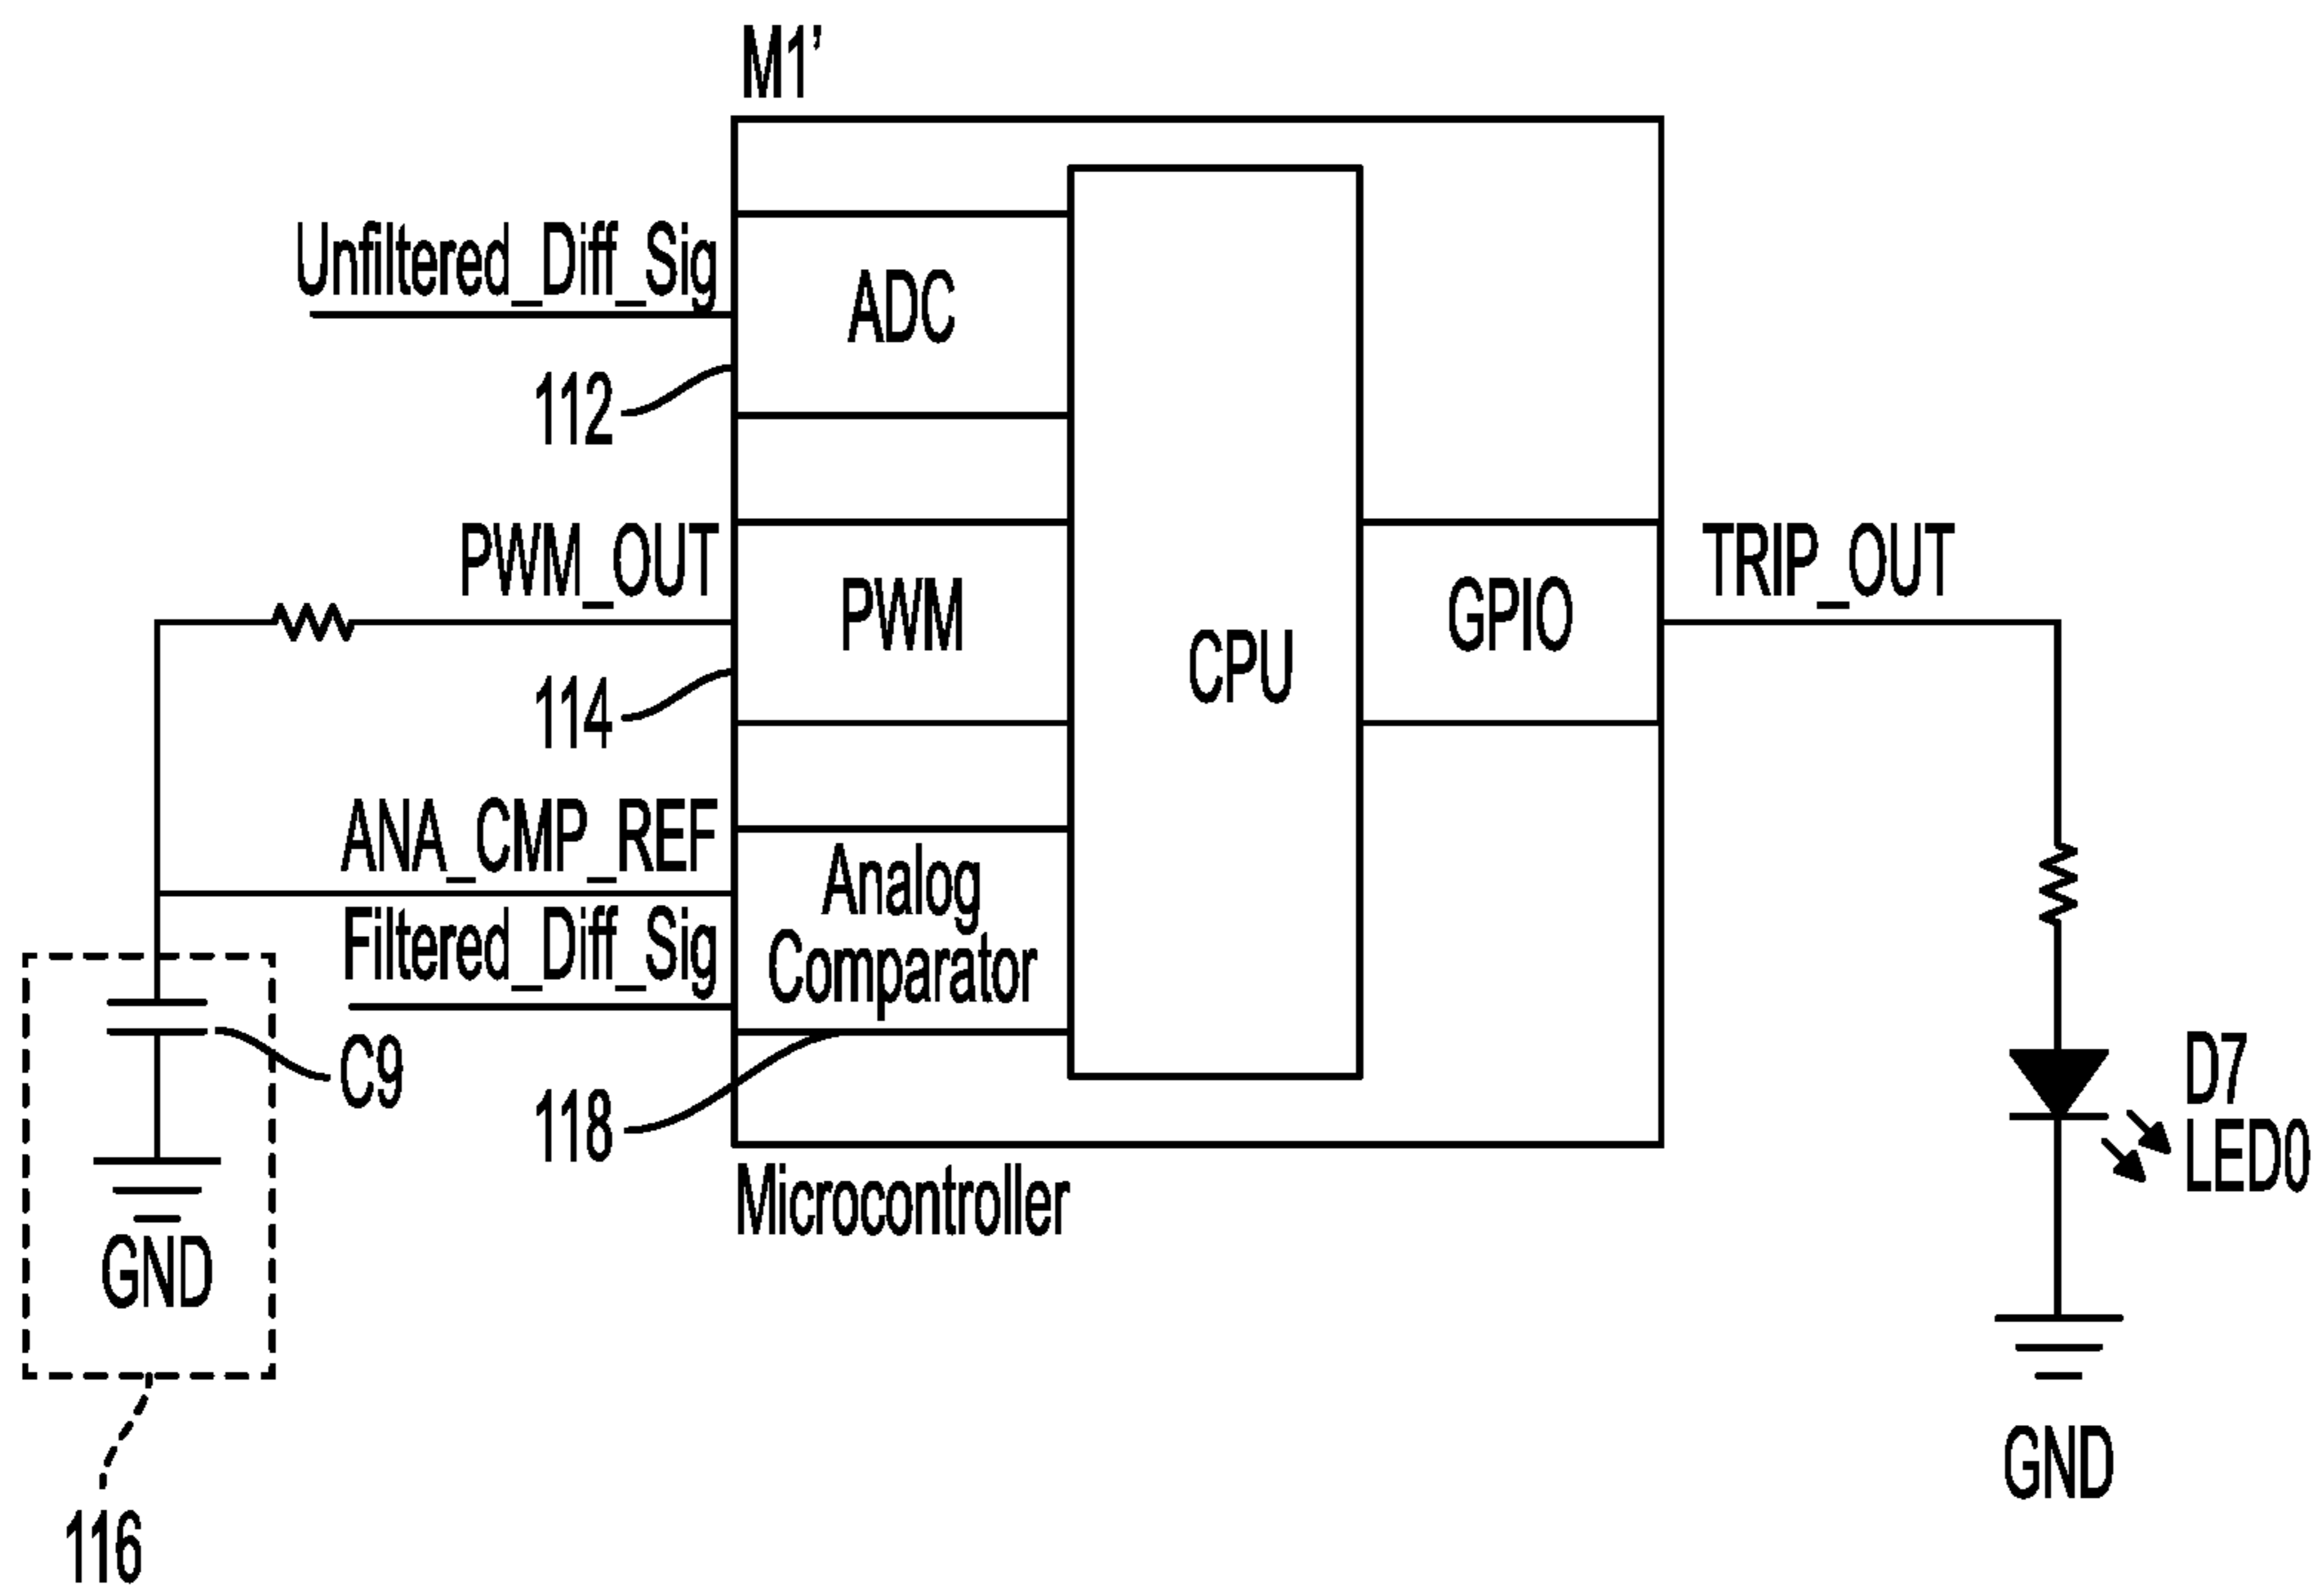 M1’
Unfiltered_Diff_Sig
ADC
112
PWM_OUT
PWM
114
CPU
GPIO
TRIP_OUT
ANA_CMP_REF
Analog
Comparator
Filtered_Diff_Sig
C9
118
Microcontroller
D7
LED0
GND
GND
116